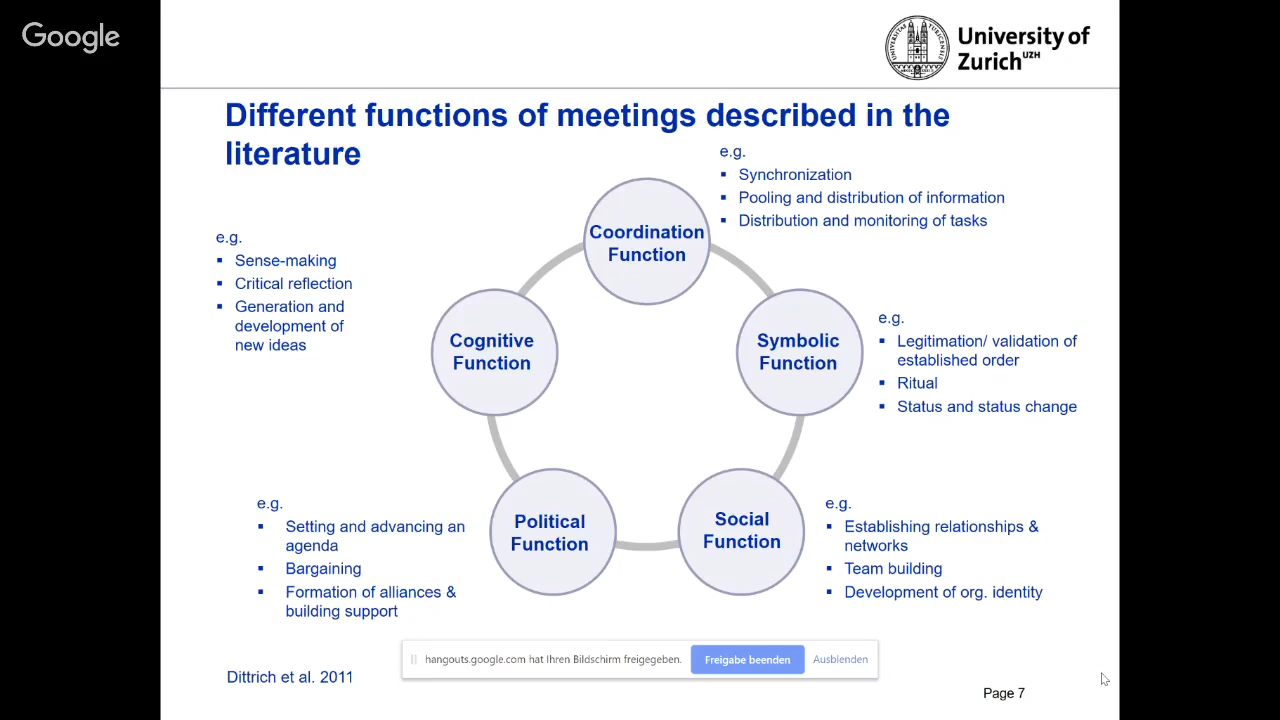 Google
University of
Zurich UZH
Different functions of meetings described in the
literature
e.g.
▪ Synchronization
▪ Pooling and distribution of information
▪ Distribution and monitoring of tasks
Coordination
Function
e.g.
▪ Sense-making
▪ Critical reflection
▪ Generation and
development of
new ideas
Cognitive
Function
Symbolic
Function
e.g.
▪ Legitimation/ validation of
established order
▪ Ritual
▪ Status and status change
e.g.
▪ Setting and advancing an
agenda
▪ Bargaining
▪ Formation of alliances &
building support
Political
Function
Social
Function
e.g.
▪ Establishing relationships &
networks
▪ Team building
▪ Development of org. identity
hangouts.google.com hat Ihren Bildschirm freigegeben. Freigabe beenden Ausblenden
Dittrich et al. 2011
Page 7